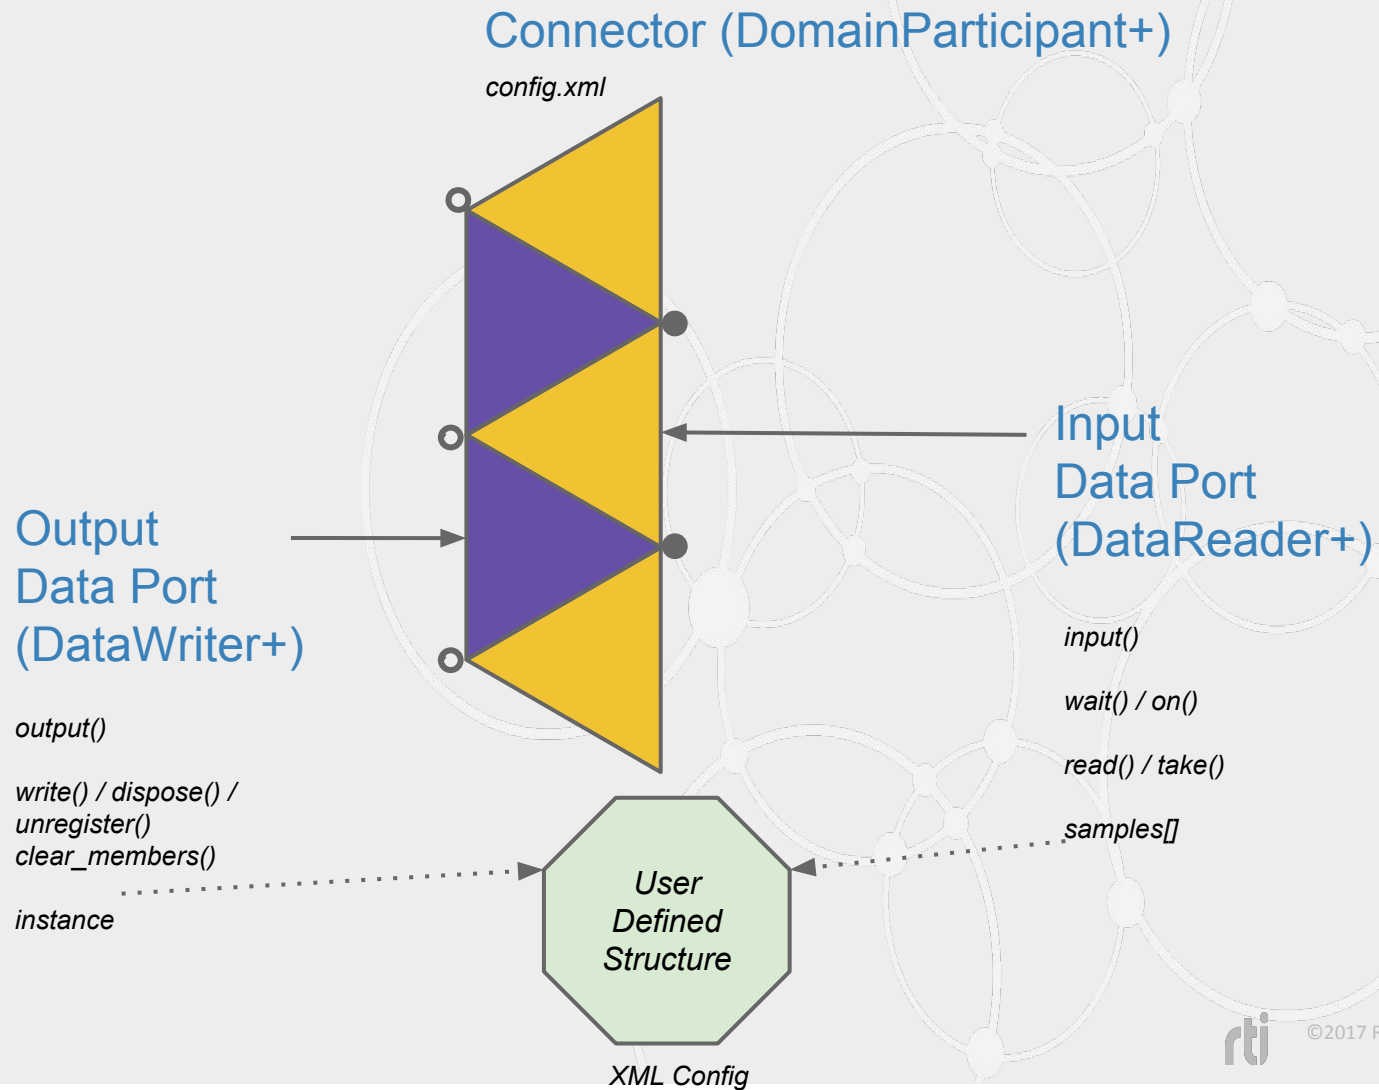 Connector (DomainParticipant+)
config.xml
Input
Data Port
(DataReader+)
input()
wait() / on()
read() / take()
samples[]
Output
Data Port
(DataWriter+)
output()
write() / dispose() /
unregister()
clear_members()
instance
User
Defined
Structure
XML Config
rti
©2017 R